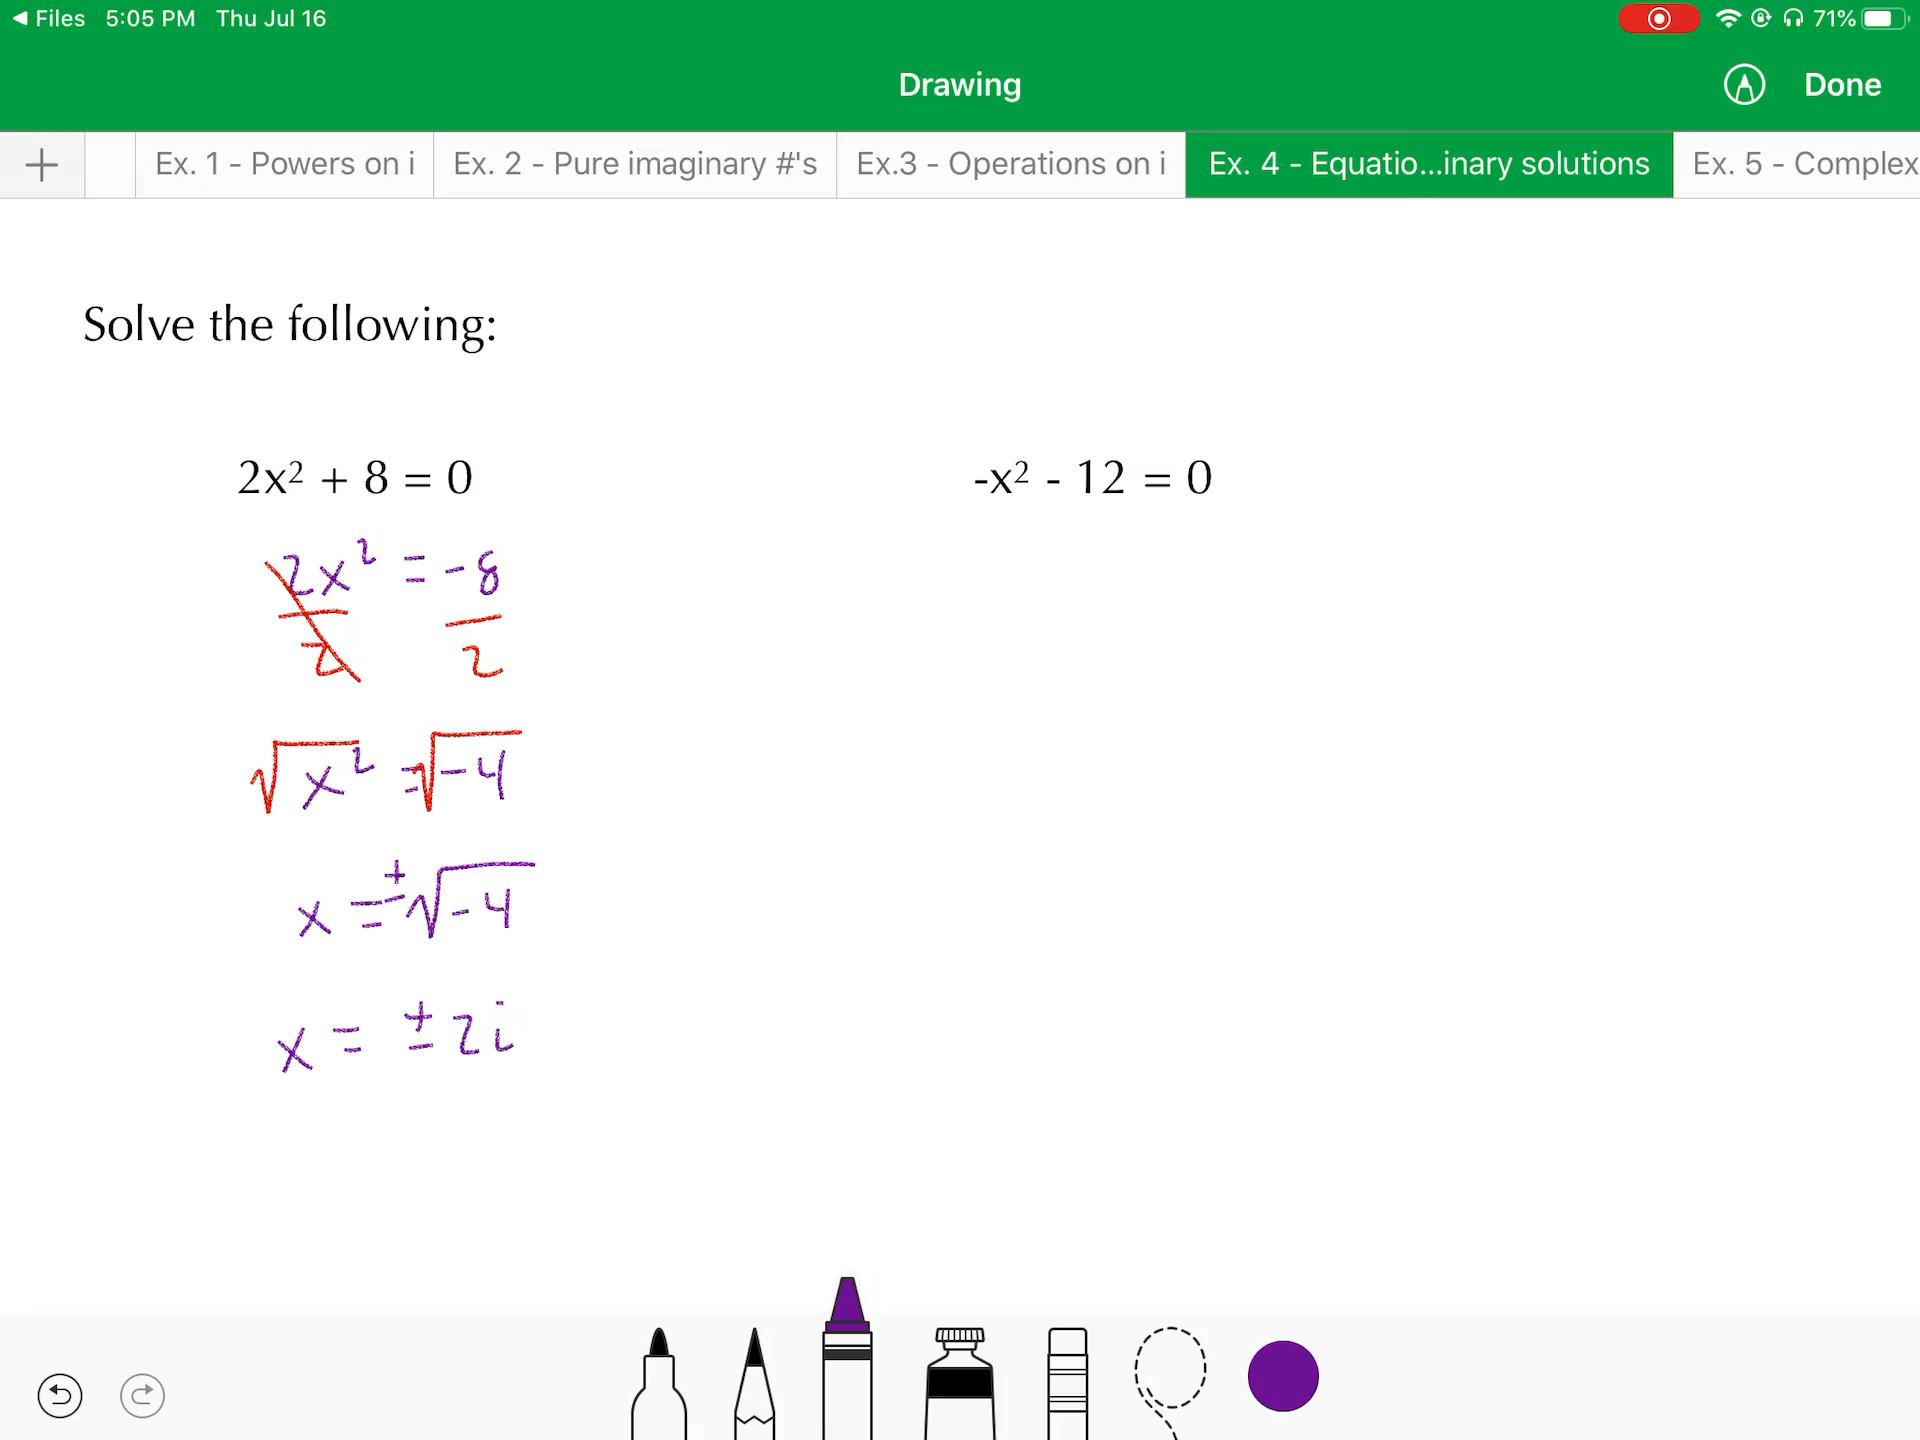 Files 5:05 PM Thu Jul 16 71%
Drawing Done
Ex. 1 - Powers on i Ex. 2 - Pure imaginary #'s Ex.3 - Operations on i Ex. 4 - Equatio...inary solutions Ex. 5 - Complex
Solve the following:
2x² + 8 = 0
2x² = -8
2 2
√x² = √-4
x = ±√-4
x = ±2i
-x² - 12 = 0